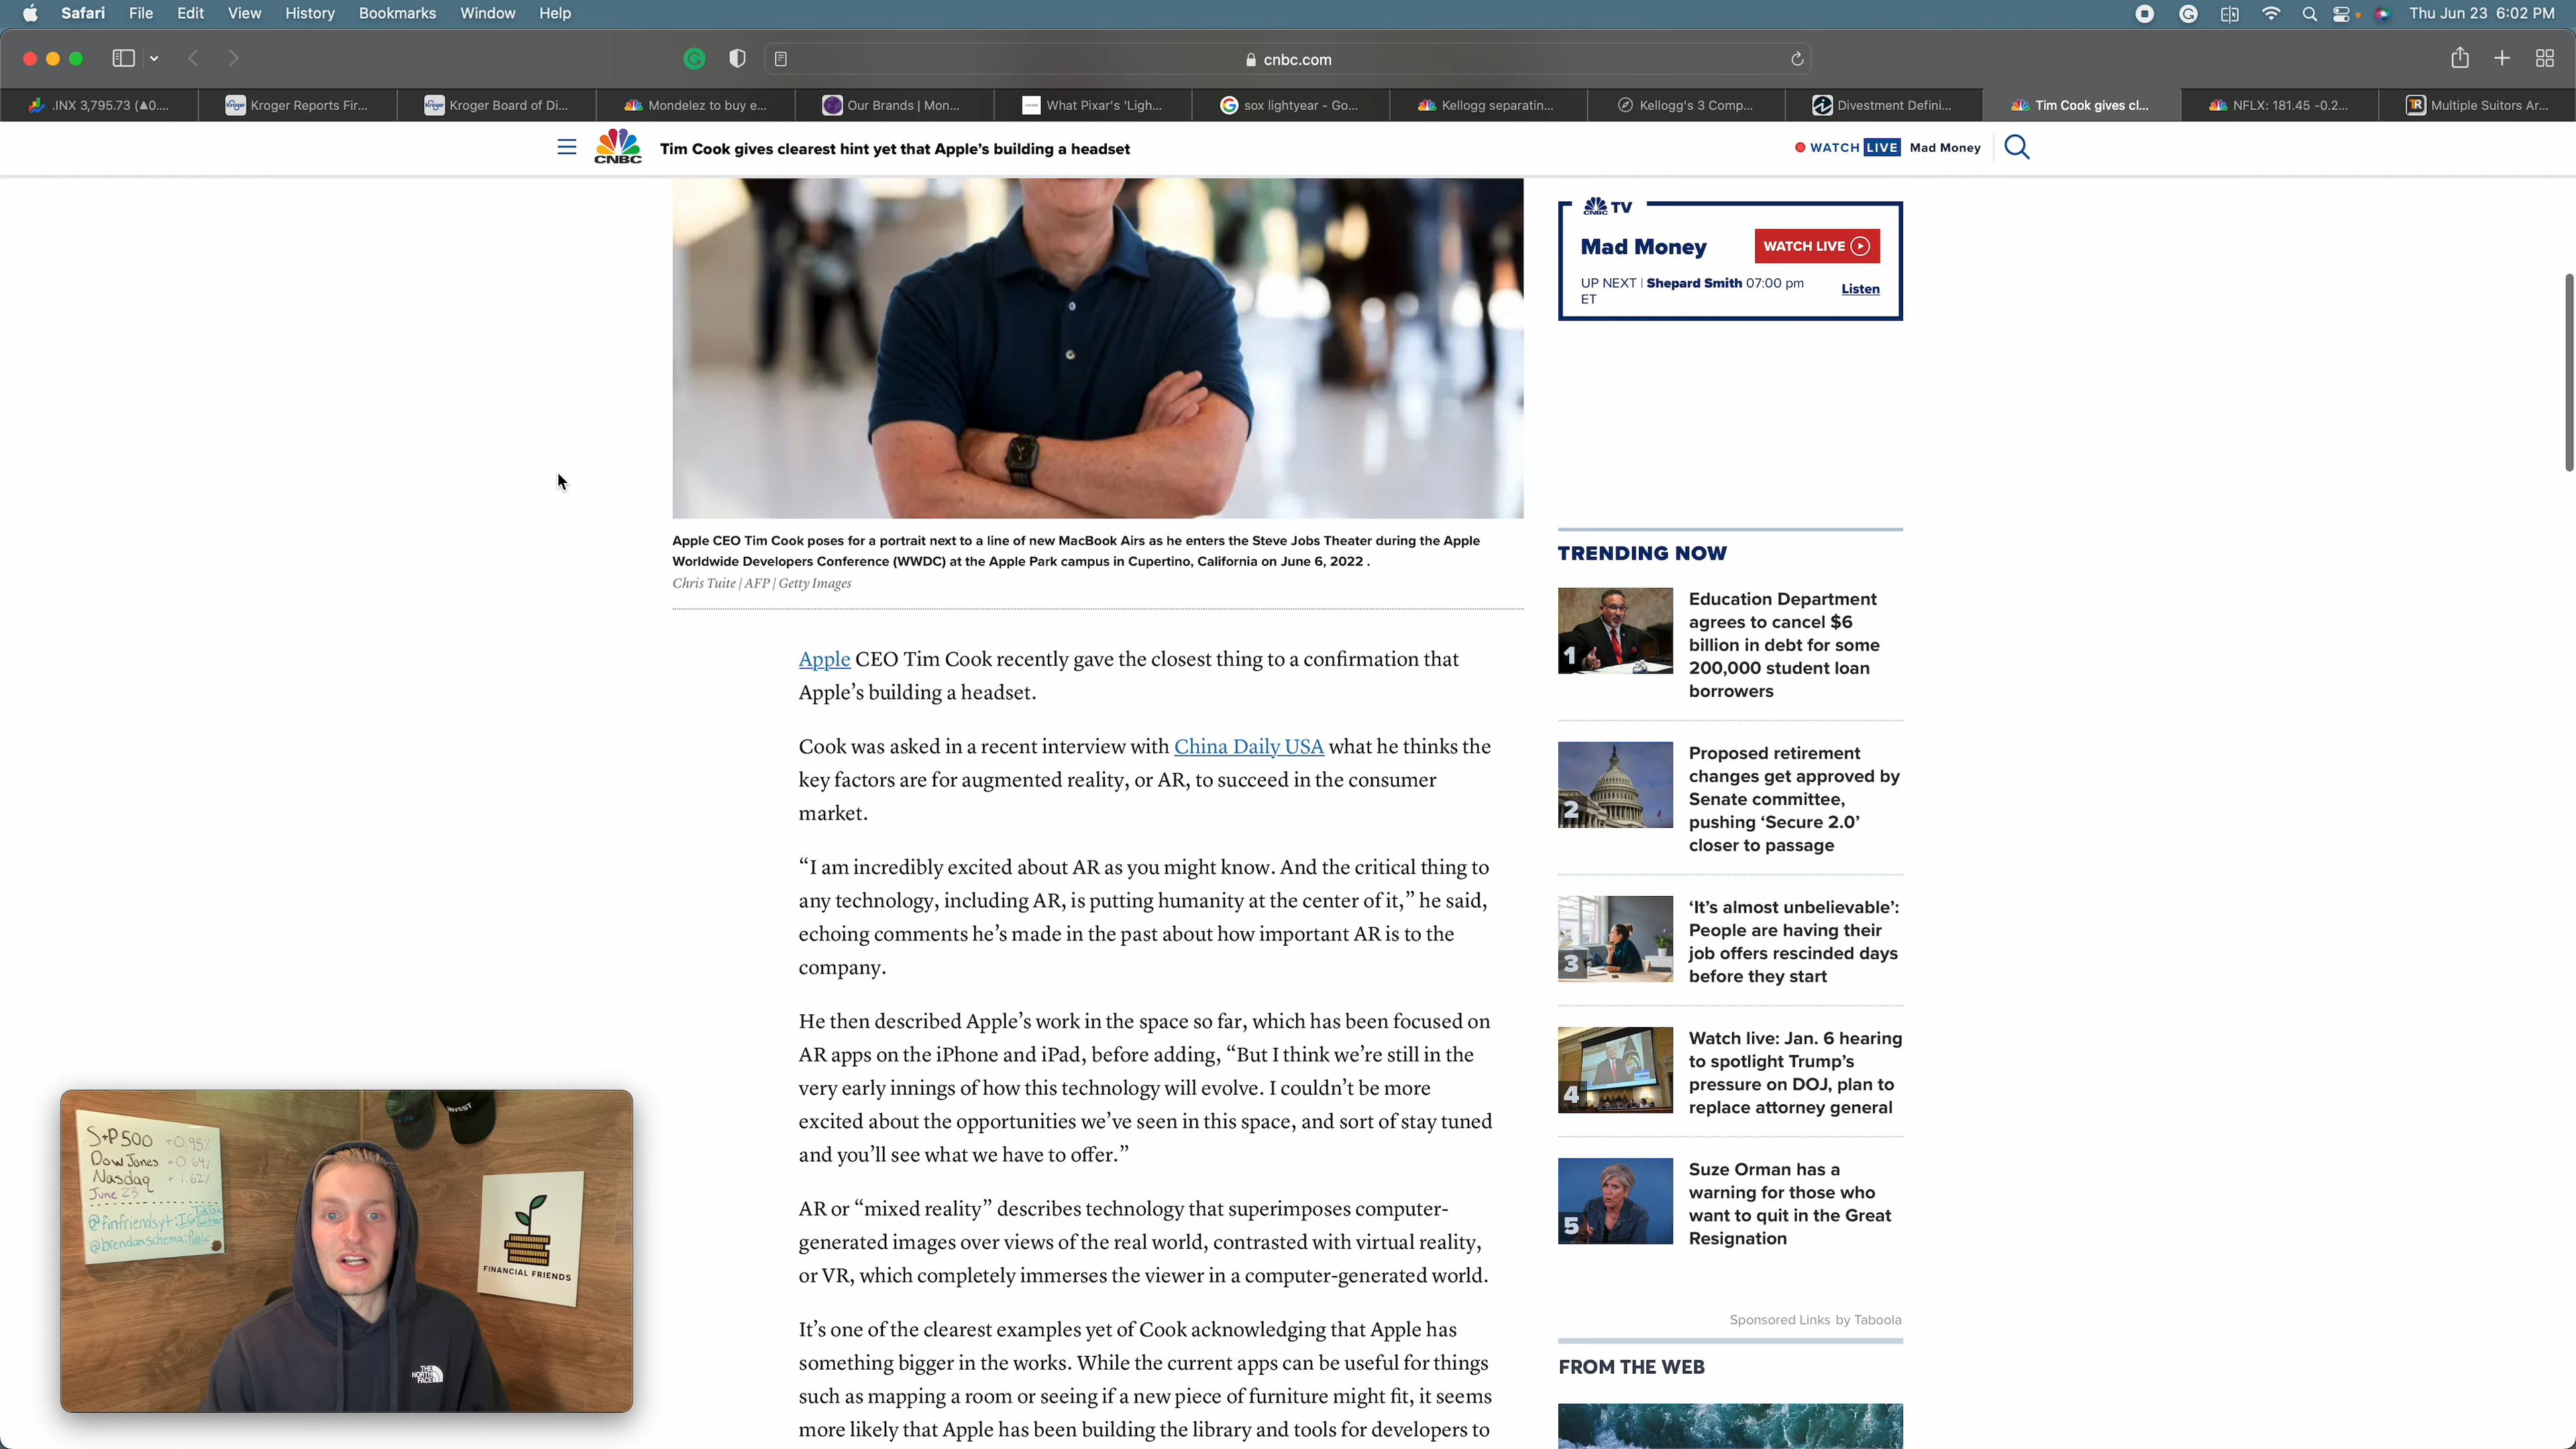 Safari File Edit View History Bookmarks Window Help
Thu Jun 23 6:02 PM
cnbc.com
.INX 3,795.73 (▲0....
Kroger Reports Fir...
Kroger Board of Di...
Mondelez to buy e...
Our Brands | Mon...
What Pixar's 'Ligh...
sox lightyear - Go...
Kellogg separatin...
Kellogg's 3 Comp...
Divestment Defini...
Tim Cook gives cl...
NFLX: 181.45 -0.2...
Multiple Suitors Ar...
CNBC
Tim Cook gives clearest hint yet that Apple’s building a headset
WATCH LIVE Mad Money
CNBC TV
Mad Money
WATCH LIVE
UP NEXT | Shepard Smith 07:00 pm
ET
Listen
Apple CEO Tim Cook poses for a portrait next to a line of new MacBook Airs as he enters the Steve Jobs Theater during the Apple
Worldwide Developers Conference (WWDC) at the Apple Park campus in Cupertino, California on June 6, 2022 .
Chris Tuite | AFP | Getty Images
Apple CEO Tim Cook recently gave the closest thing to a confirmation that
Apple’s building a headset.
Cook was asked in a recent interview with China Daily USA what he thinks the
key factors are for augmented reality, or AR, to succeed in the consumer
market.
“I am incredibly excited about AR as you might know. And the critical thing to
any technology, including AR, is putting humanity at the center of it,” he said,
echoing comments he’s made in the past about how important AR is to the
company.
He then described Apple’s work in the space so far, which has been focused on
AR apps on the iPhone and iPad, before adding, “But I think we’re still in the
very early innings of how this technology will evolve. I couldn’t be more
excited about the opportunities we’ve seen in this space, and sort of stay tuned
and you’ll see what we have to offer.”
AR or “mixed reality” describes technology that superimposes computer-
generated images over views of the real world, contrasted with virtual reality,
or VR, which completely immerses the viewer in a computer-generated world.
It’s one of the clearest examples yet of Cook acknowledging that Apple has
something bigger in the works. While the current apps can be useful for things
such as mapping a room or seeing if a new piece of furniture might fit, it seems
more likely that Apple has been building the library and tools for developers to
TRENDING NOW
1
Education Department
agrees to cancel $6
billion in debt for some
200,000 student loan
borrowers
2
Proposed retirement
changes get approved by
Senate committee,
pushing ‘Secure 2.0’
closer to passage
3
‘It’s almost unbelievable’:
People are having their
job offers rescinded days
before they start
4
Watch live: Jan. 6 hearing
to spotlight Trump’s
pressure on DOJ, plan to
replace attorney general
5
Suze Orman has a
warning for those who
want to quit in the Great
Resignation
Sponsored Links by Taboola
FROM THE WEB
S+P 500 +0.95%
Dow Jones +0.64%
Nasdaq +1.62%
June 23
@finfriendsyt: IG TikTok Twitter
@brendanschema: Public
INVEST
FINANCIAL FRIENDS
THE
NORTH
FACE